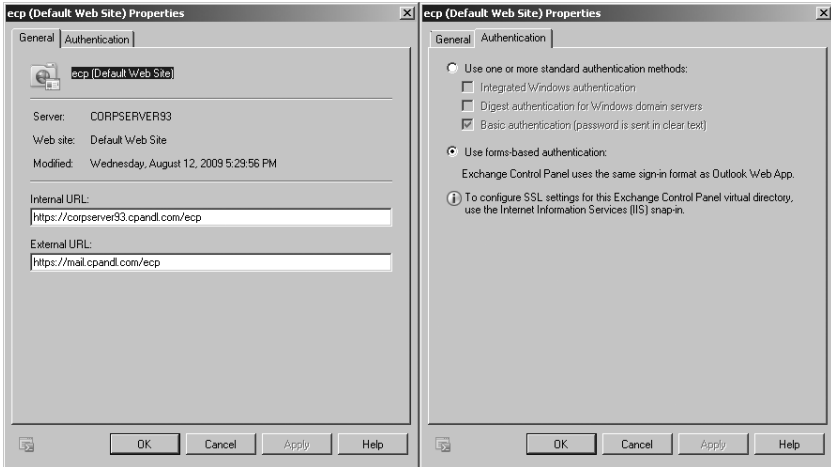 ecp (Default Web Site) Properties
General
Authentication
ecp (Default Web Site)
Server: CORPSERVER93
Web site: Default Web Site
Modified: Wednesday, August 12, 2009 5:29:56 PM
Internal URL:
https://corpserver93.cpandl.com/ecp
External URL:
https://mail.cpandl.com/ecp
OK
Cancel
Apply
Help
ecp (Default Web Site) Properties
General
Authentication
Use one or more standard authentication methods:
Integrated Windows authentication
Digest authentication for Windows domain servers
Basic authentication (password is sent in clear text)
Use forms-based authentication:
Exchange Control Panel uses the same sign-in format as Outlook Web App.
To configure SSL settings for this Exchange Control Panel virtual directory,
use the Internet Information Services (IIS) snap-in.
OK
Cancel
Apply
Help